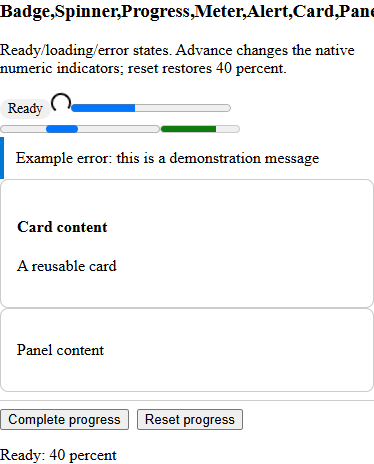 Badge,Spinner,Progress,Meter,Alert,Card,Pane
Ready/loading/error states. Advance changes the native
numeric indicators; reset restores 40 percent.
Ready
Example error: this is a demonstration message
Card content
A reusable card
Panel content
Complete progress Reset progress
Ready: 40 percent